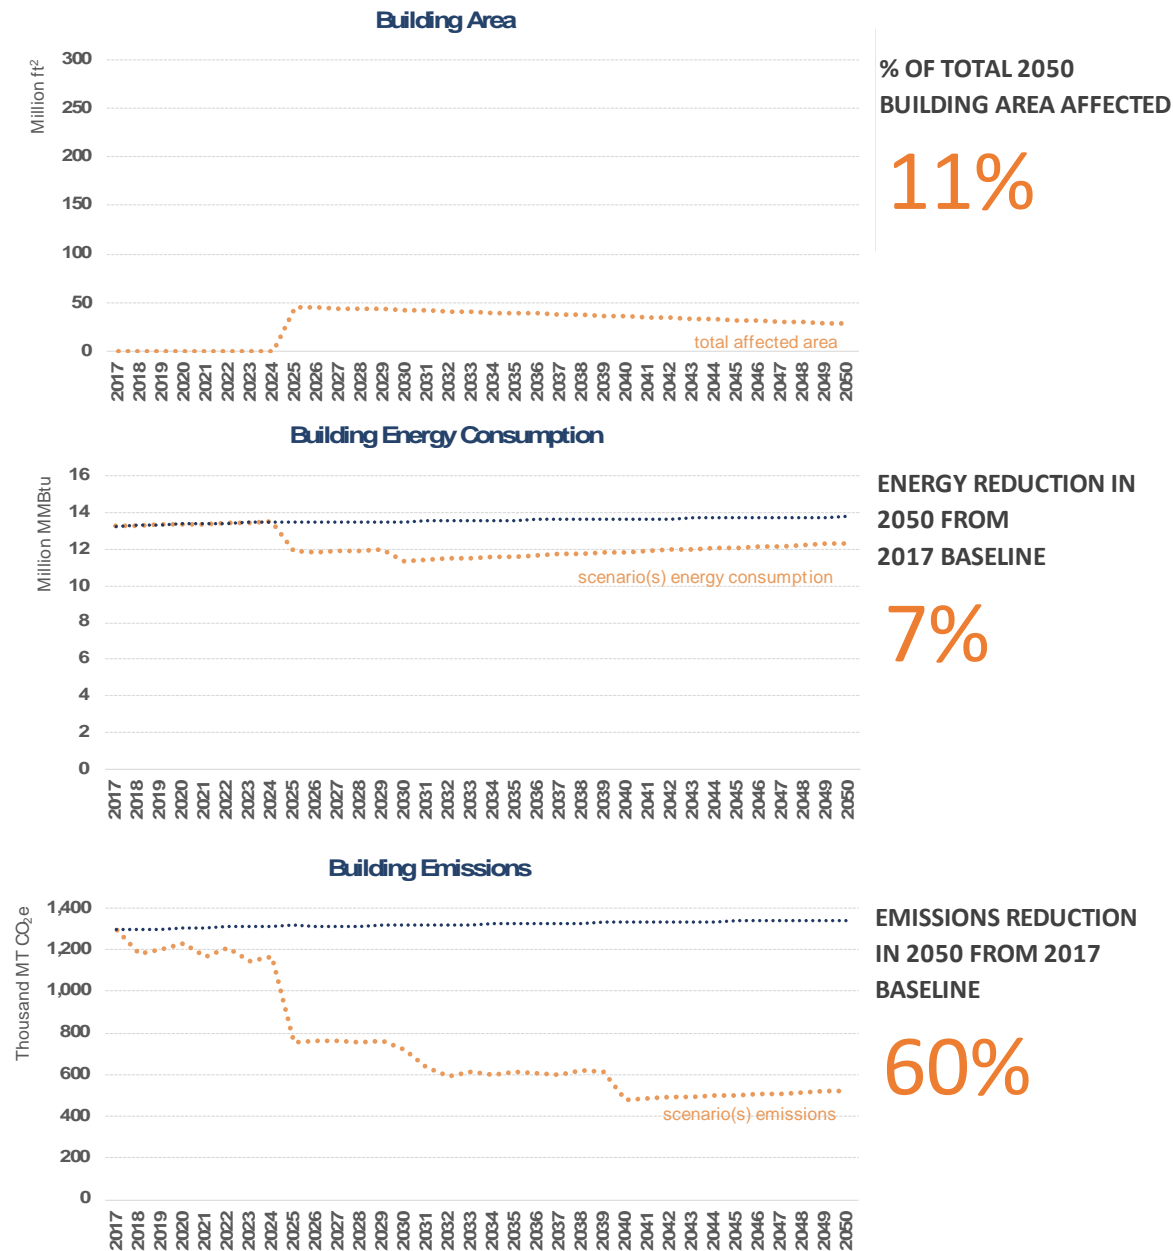 Building Area
Million ft²
300
250
200
150
100
50
0
total affected area
2017 2018 2019 2020 2021 2022 2023 2024 2025 2026 2027 2028 2029 2030 2031 2032 2033 2034 2035 2036 2037 2038 2039 2040 2041 2042 2043 2044 2045 2046 2047 2048 2049 2050
% OF TOTAL 2050
BUILDING AREA AFFECTED
11%
Building Energy Consumption
Million MMBtu
16
14
12
10
8
6
4
2
0
scenario(s) energy consumption
2017 2018 2019 2020 2021 2022 2023 2024 2025 2026 2027 2028 2029 2030 2031 2032 2033 2034 2035 2036 2037 2038 2039 2040 2041 2042 2043 2044 2045 2046 2047 2048 2049 2050
ENERGY REDUCTION IN
2050 FROM
2017 BASELINE
7%
Building Emissions
Thousand MT CO₂e
1,400
1,200
1,000
800
600
400
200
0
scenario(s) emissions
2017 2018 2019 2020 2021 2022 2023 2024 2025 2026 2027 2028 2029 2030 2031 2032 2033 2034 2035 2036 2037 2038 2039 2040 2041 2042 2043 2044 2045 2046 2047 2048 2049 2050
EMISSIONS REDUCTION
IN 2050 FROM 2017
BASELINE
60%